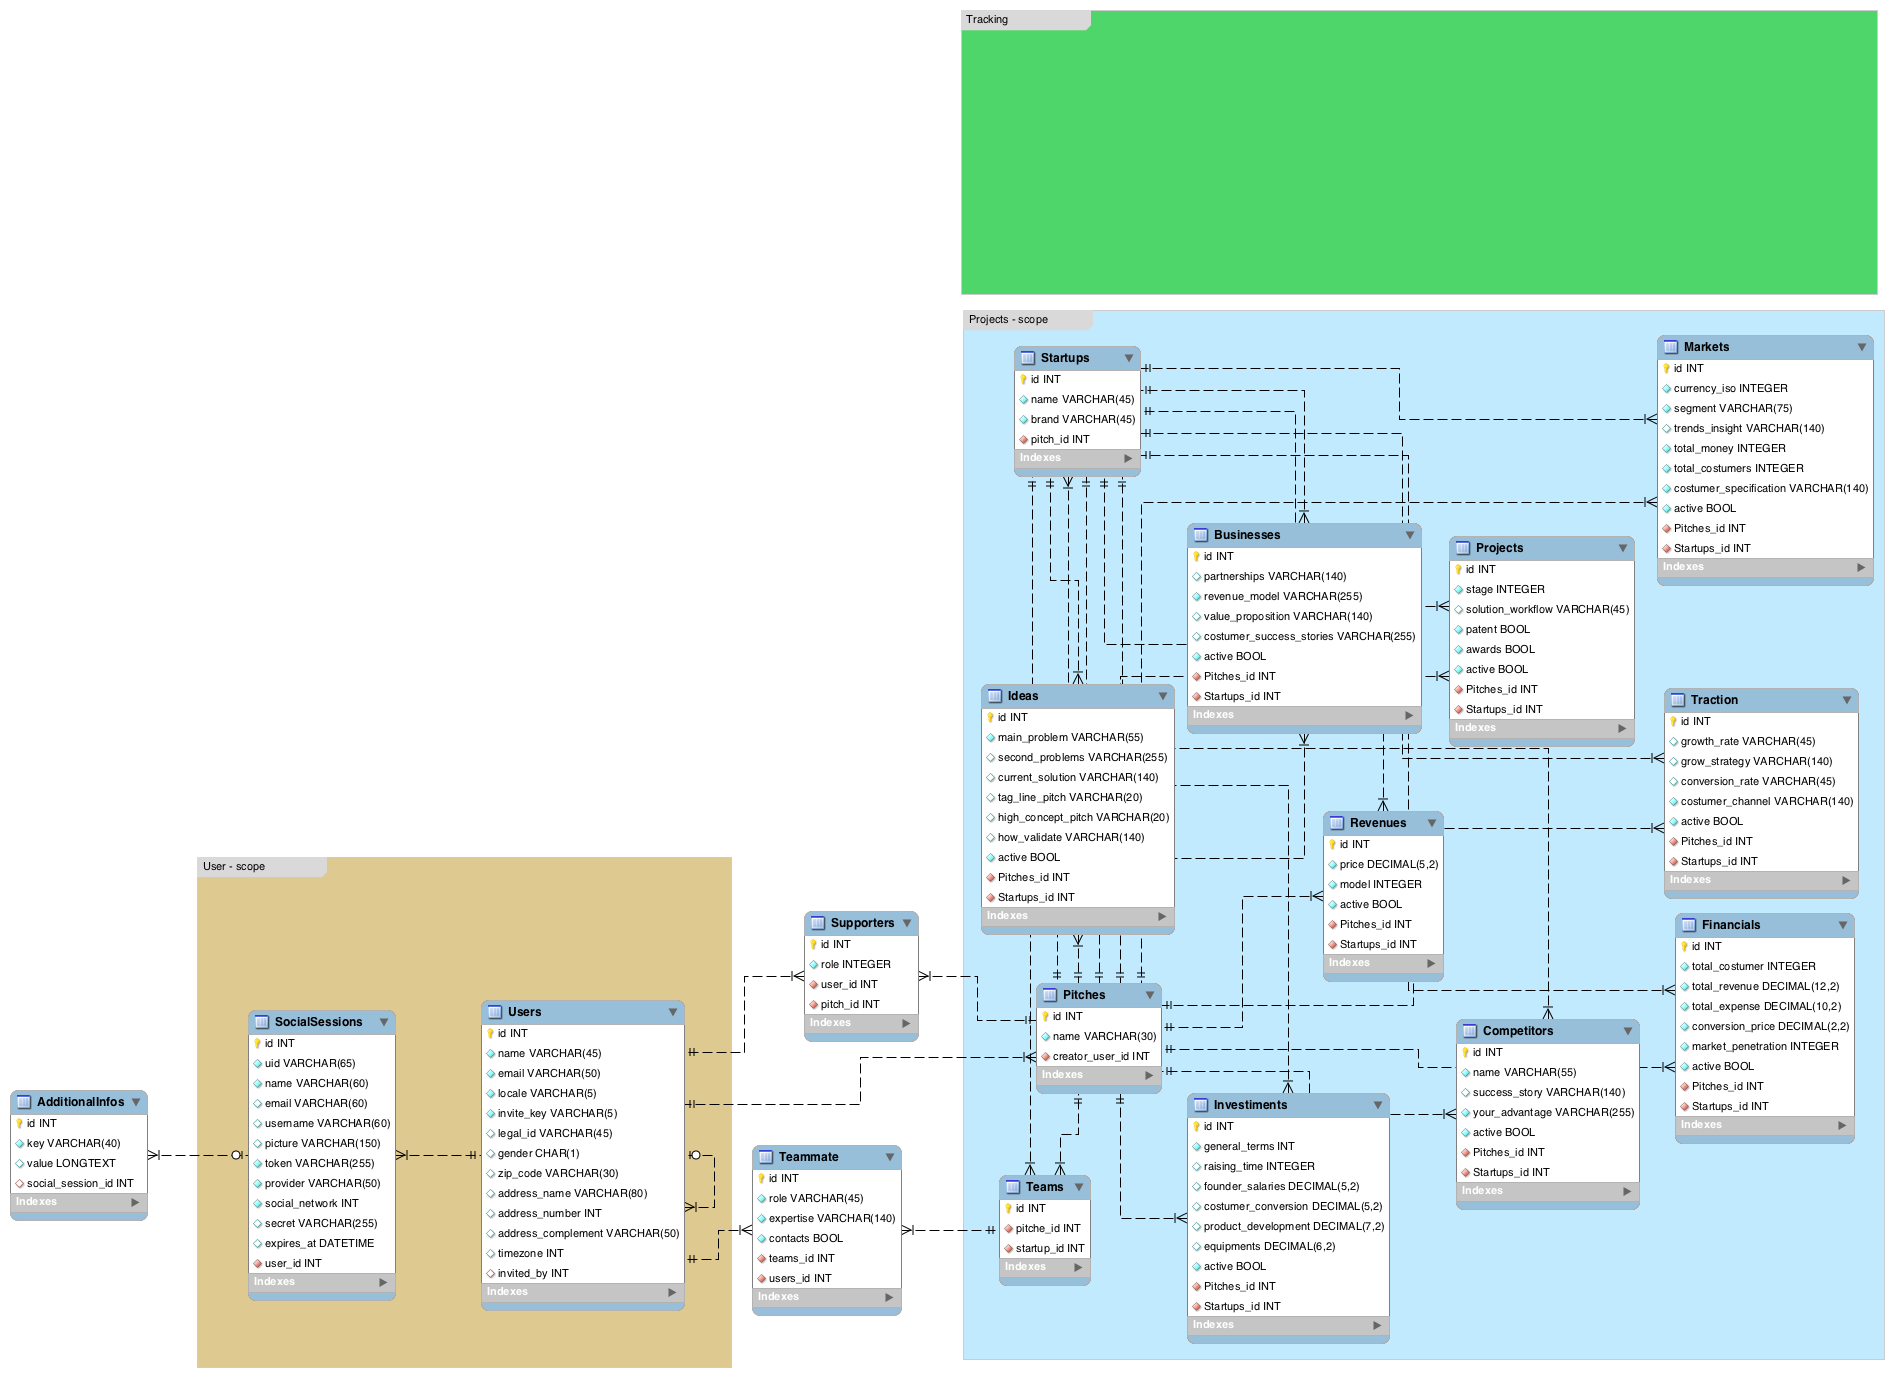 Tracking
Projects - scope
Startups
id INT
name VARCHAR(45)
brand VARCHAR(45)
pitch_id INT
Indexes
Markets
id INT
currency_iso INTEGER
segment VARCHAR(75)
trends_insight VARCHAR(140)
total_money INTEGER
total_costumers INTEGER
costumer_specification VARCHAR(140)
active BOOL
Pitches_id INT
Startups_id INT
Indexes
Businesses
id INT
partnerships VARCHAR(140)
revenue_model VARCHAR(255)
value_proposition VARCHAR(140)
costumer_success_stories VARCHAR(255)
active BOOL
Pitches_id INT
Startups_id INT
Indexes
Projects
id INT
stage INTEGER
solution_workflow VARCHAR(45)
patent BOOL
awards BOOL
active BOOL
Pitches_id INT
Startups_id INT
Indexes
Ideas
id INT
main_problem VARCHAR(55)
second_problems VARCHAR(255)
current_solution VARCHAR(140)
tag_line_pitch VARCHAR(20)
high_concept_pitch VARCHAR(20)
how_validate VARCHAR(140)
active BOOL
Pitches_id INT
Startups_id INT
Indexes
Traction
id INT
growth_rate VARCHAR(45)
grow_strategy VARCHAR(140)
conversion_rate VARCHAR(45)
costumer_channel VARCHAR(140)
active BOOL
Pitches_id INT
Startups_id INT
Indexes
Revenues
id INT
price DECIMAL(5,2)
model INTEGER
active BOOL
Pitches_id INT
Startups_id INT
Indexes
Financials
id INT
total_costumer INTEGER
total_revenue DECIMAL(12,2)
total_expense DECIMAL(10,2)
conversion_price DECIMAL(2,2)
market_penetration INTEGER
active BOOL
Pitches_id INT
Startups_id INT
Indexes
User - scope
Supporters
id INT
role INTEGER
user_id INT
pitch_id INT
Indexes
Pitches
id INT
name VARCHAR(30)
creator_user_id INT
Indexes
Competitors
id INT
name VARCHAR(55)
success_story VARCHAR(140)
your_advantage VARCHAR(255)
active BOOL
Pitches_id INT
Startups_id INT
Indexes
SocialSessions
id INT
uid VARCHAR(65)
name VARCHAR(60)
email VARCHAR(60)
username VARCHAR(60)
picture VARCHAR(150)
token VARCHAR(255)
provider VARCHAR(50)
social_network INT
secret VARCHAR(255)
expires_at DATETIME
user_id INT
Indexes
Users
id INT
name VARCHAR(45)
email VARCHAR(50)
locale VARCHAR(5)
invite_key VARCHAR(5)
legal_id VARCHAR(45)
gender CHAR(1)
zip_code VARCHAR(30)
address_name VARCHAR(80)
address_number INT
address_complement VARCHAR(50)
timezone INT
invited_by INT
Indexes
AdditionalInfos
id INT
key VARCHAR(40)
value LONGTEXT
social_session_id INT
Indexes
Teammate
id INT
role VARCHAR(45)
expertise VARCHAR(140)
contacts BOOL
teams_id INT
users_id INT
Indexes
Teams
id INT
pitche_id INT
startup_id INT
Indexes
Investiments
id INT
general_terms INT
raising_time INTEGER
founder_salaries DECIMAL(5,2)
costumer_conversion DECIMAL(5,2)
product_development DECIMAL(7,2)
equipments DECIMAL(6,2)
active BOOL
Pitches_id INT
Startups_id INT
Indexes